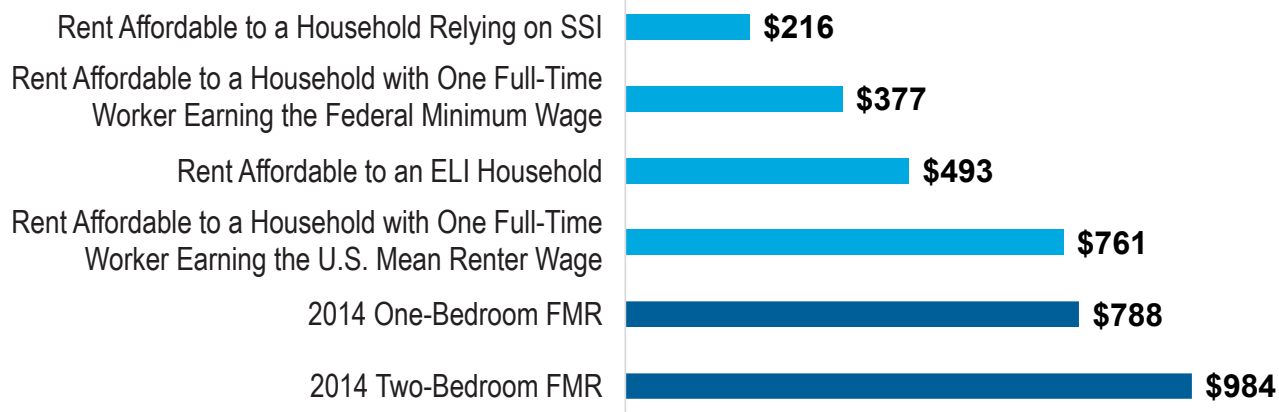 Rent Affordable to a Household Relying on SSI
$216
Rent Affordable to a Household with One Full-Time
Worker Earning the Federal Minimum Wage
$377
Rent Affordable to an ELI Household
$493
Rent Affordable to a Household with One Full-Time
Worker Earning the U.S. Mean Renter Wage
$761
2014 One-Bedroom FMR
$788
2014 Two-Bedroom FMR
$984